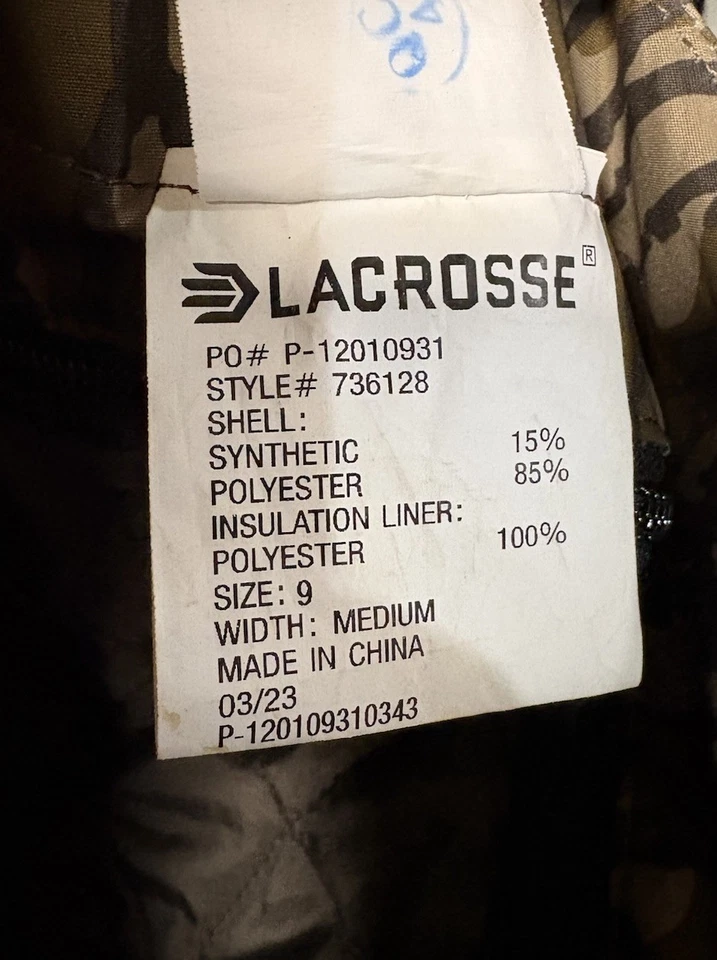 LACROSSE®
PO# P-12010931
STYLE# 736128
SHELL:
SYNTHETIC 15%
POLYESTER 85%
INSULATION LINER:
POLYESTER 100%
SIZE: 9
WIDTH: MEDIUM
MADE IN CHINA
03/23
P-120109310343